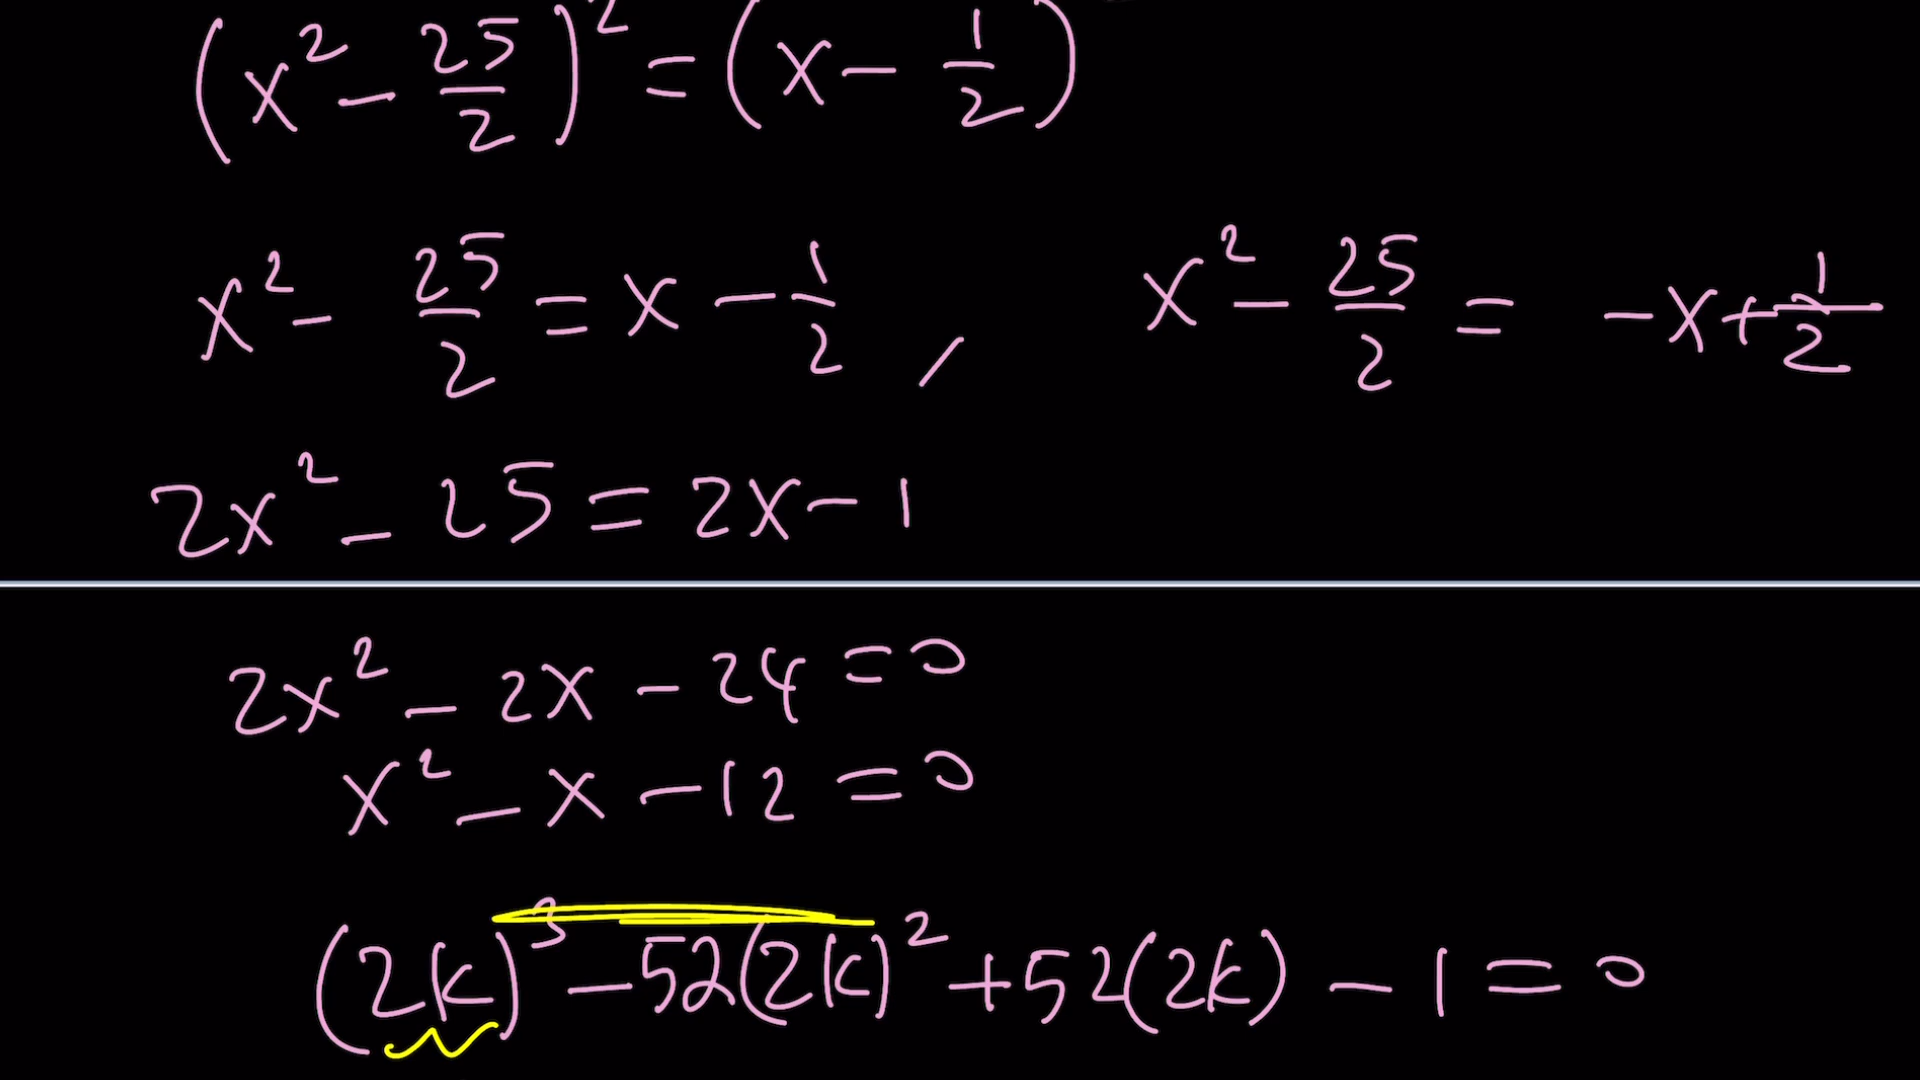 (x² - 25/2)² = (x - 1/2)
x² - 25/2 = x - 1/2 , x² - 25/2 = -x + 1/2
2x² - 25 = 2x - 1
2x² - 2x - 24 = 0
x² - x - 12 = 0
(2k)³ - 52(2k)² + 52(2k) - 1 = 0